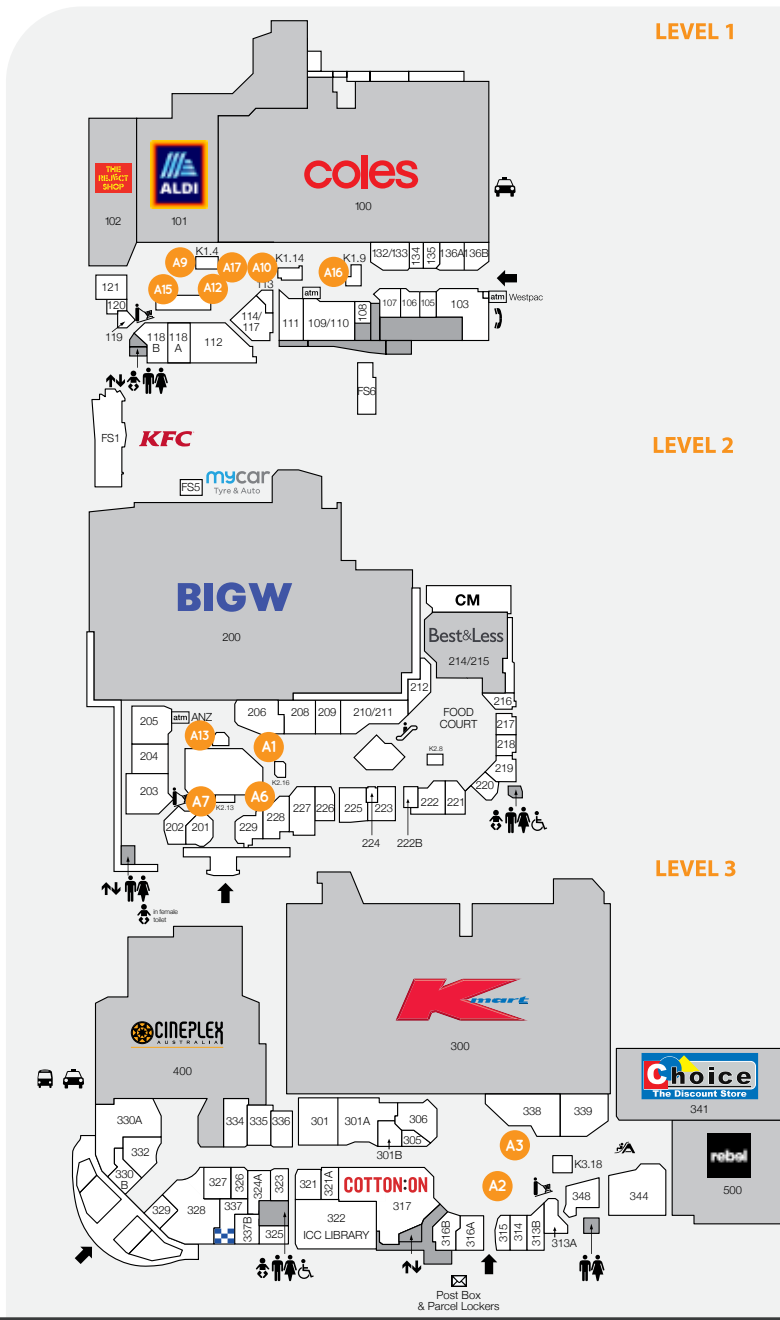 LEVEL 1
THE
REJECT
SHOP
102
ALDI
101
coles
100
K1.4
K1.14
K1.9
A9
A17
A10
A16
A15
A12
113
132/133
134
135
136A
136B
121
120
119
118
B
118
A
112
114/
117
111
atm
109/110
108
107
106
105
103
atm
Westpac
FS6
FS1
KFC
LEVEL 2
FS5
mycar
Tyre & Auto
BIGW
200
CM
Best&Less
214/215
212
216
217
218
219
220
FOOD
COURT
K2.8
205
atm
ANZ
206
208
209
210/211
A13
A1
204
203
K2.16
A7
K2.13
A6
202
201
229
228
227
226
225
223
224
222B
222
221
in female
toilet
LEVEL 3
CINEPLEX
AUSTRALIA
400
Kmart
300
Choice
The Discount Store
341
rebel
500
330A
332
330
B
334
335
336
301
301A
301B
306
305
338
339
A3
A2
K3.18
348
344
329
328
327
326
324A
323
337
337B
325
321
321A
COTTON:ON
317
322
ICC LIBRARY
316B
316A
315
314
313B
313A
Post Box
& Parcel Lockers